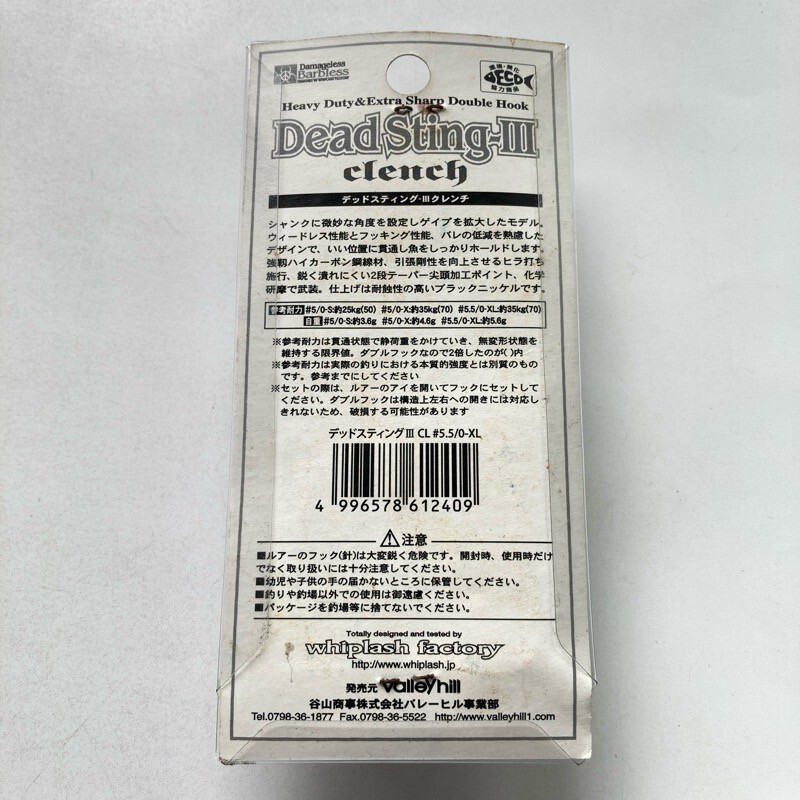 Damageless
Barbless
環境・無化
ECO
協力商品
Heavy Duty&Extra Sharp Double Hook
Dead Sting-III
clench
デッドスティング-IIIクレンチ
シャンクに微妙な角度を設定しゲイプを拡大したモデル。
ウィードレス性能とフッキング性能、バレの低減を熟慮した
デザインで、いい位置に貫通し魚をしっかりホールドします。
強靭ハイカーボン鋼線材、引張剛性を向上させるヒラ打ち
施行、鋭く潰れにくい2段テーパー尖頭加工ポイント、化学
研摩で武装。仕上げは耐蝕性の高いブラックニッケルです。
参考耐力 #5/0-S:約25kg(50) #5/0-X:約35kg(70) #5.5/0-XL:約35kg(70)
自重 #5/0-S:約3.6g #5/0-X:約4.6g #5.5/0-XL:約5.6g
※参考耐力は貫通状態で静荷重をかけていき、無変形状態を
維持する限界値。ダブルフックなので2倍したのが( )内
※参考耐力は実際の釣りにおける本質的強度とは別質のもの
です。参考までにしてください
※セットの際は、ルアーのアイを開いてフックにセットして
ください。ダブルフックは構造上左右への開きには対応し
きれないため、破損する可能性があります
デッドスティングIII CL #5.5/0-XL
4 996578 612409
注意
■ルアーのフック(針)は大変鋭く危険です。開封時、使用時だけ
でなく取り扱いには十分注意してください。
■幼児や子供の手の届かないところに保管してください。
■釣りや釣場以外での使用は御遠慮ください。
■パッケージを釣場等に捨てないでください。
Totally designed and tested by
whiplash factory
http://www.whiplash.jp
発売元 valleyhill
谷山商事株式会社バレーヒル事業部
Tel.0798-36-1877 Fax.0798-36-5522 http://www.valleyhill1.com